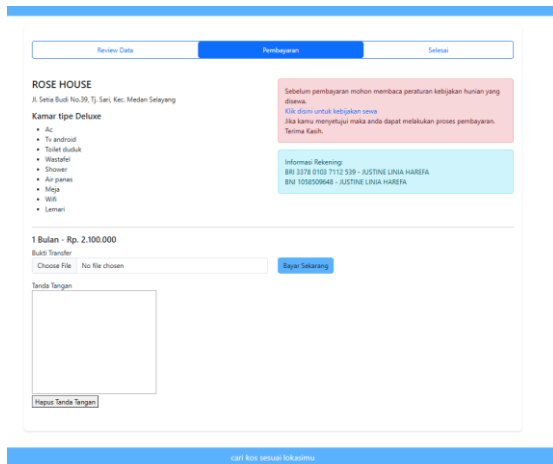 Review Data
Pembayaran
Selesai
ROSE HOUSE
Jl. Setia Budi No.39, Tj. Sari, Kec. Medan Selayang
Kamar tipe Deluxe
Ac
Tv android
Toilet duduk
Wastafel
Shower
Air panas
Meja
Wifi
Lemari
Sebelum pembayaran mohon membaca peraturan kebijakan hunian yang
disewa.
Klik disini untuk kebijakan sewa
Jika kamu menyetujui maka anda dapat melakukan proses pembayaran.
Terima Kasih.
Informasi Rekening:
BRI 3378 0103 7112 539 - JUSTINE LINIA HAREFA
BNI 1058509648 - JUSTINE LINIA HAREFA
1 Bulan - Rp. 2.100.000
Bukti Transfer
Choose File No file chosen
Bayar Sekarang
Tanda Tangan
Hapus Tanda Tangan
cari kos sesuai lokasimu